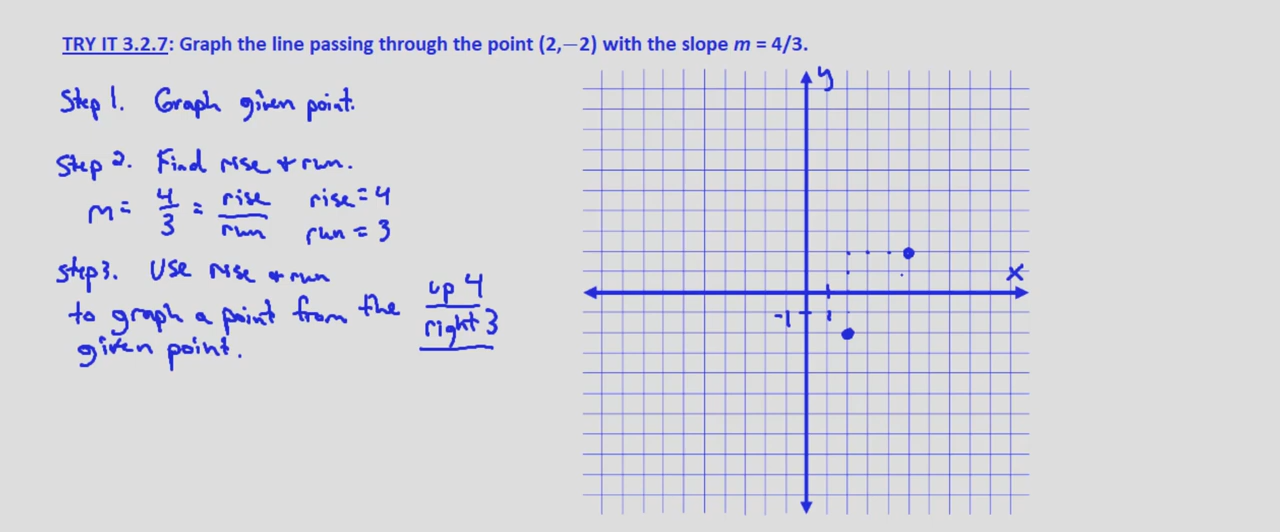 TRY IT 3.2.7: Graph the line passing through the point (2,−2) with the slope m = 4/3.
Step 1. Graph given point.
Step 2. Find rise & run.
m = 4/3 = rise/run rise = 4
run = 3
Step 3. Use rise & run
to graph a point from the
given point.
up 4
right 3
y
x
-1
1